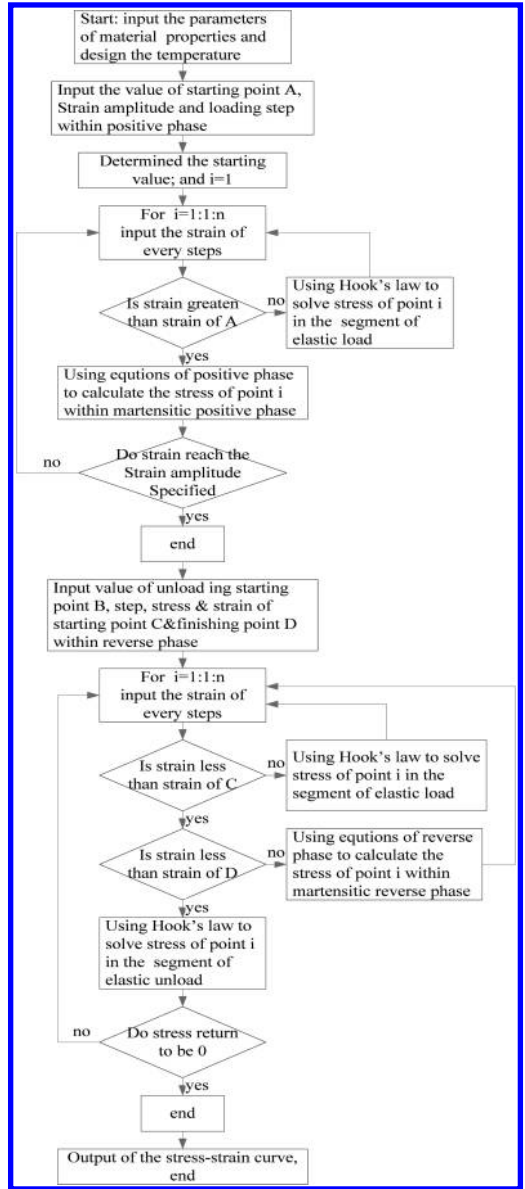 Start: input the parameters
of material properties and
design the temperature
Input the value of starting point A,
Strain amplitude and loading step
within positive phase
Determined the starting
value; and i=1
For i=1:1:n
input the strain of
every steps
Is strain greaten
than strain of A
no
Using Hook's law to
solve stress of point i
in the segment of
elastic load
yes
Using equtions of positive phase
to calculate the stress of point i
within martensitic positive phase
Do strain reach the
Strain amplitude
Specified
no
yes
end
Input value of unload ing starting
point B, step, stress & strain of
starting point C&finishing point D
within reverse phase
For i=1:1:n
input the strain of
every steps
Is strain less
than strain of C
no
Using Hook's law to solve
stress of point i in the
segment of elastic load
yes
Is strain less
than strain of D
no
Using equtions of reverse
phase to calculate the
stress of point i within
martensitic reverse phase
yes
Using Hook's law to
solve stress of point i
in the segment of
elastic unload
no
Do stress return
to be 0
yes
end
Output of the stress-strain curve,
end